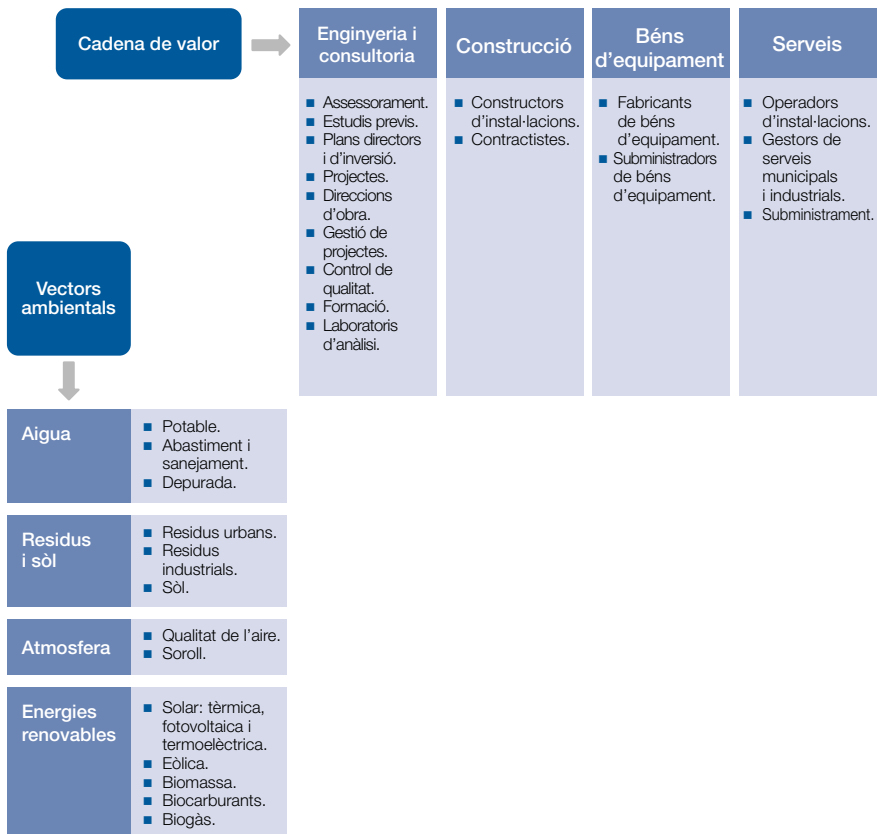 Cadena de valor
Enginyeria i
consultoria
Assessorament.
Estudis previs.
Plans directors
i d'inversió.
Projectes.
Direccions
d'obra.
Gestió de
projectes.
Control de
qualitat.
Formació.
Laboratoris
d'anàlisi.
Construcció
Constructors
d'instal·lacions.
Contractistes.
Béns
d'equipament
Fabricants
de béns
d'equipament.
Subministradors
de béns
d'equipament.
Serveis
Operadors
d'instal·lacions.
Gestors de
serveis
municipals
i industrials.
Subministrament.
Vectors
ambientals
Aigua
Potable.
Abastiment i
sanejament.
Depurada.
Residus
i sòl
Residus urbans.
Residus
industrials.
Sòl.
Atmosfera
Qualitat de l'aire.
Soroll.
Energies
renovables
Solar: tèrmica,
fotovoltaica i
termoelèctrica.
Eòlica.
Biomassa.
Biocarburants.
Biogàs.